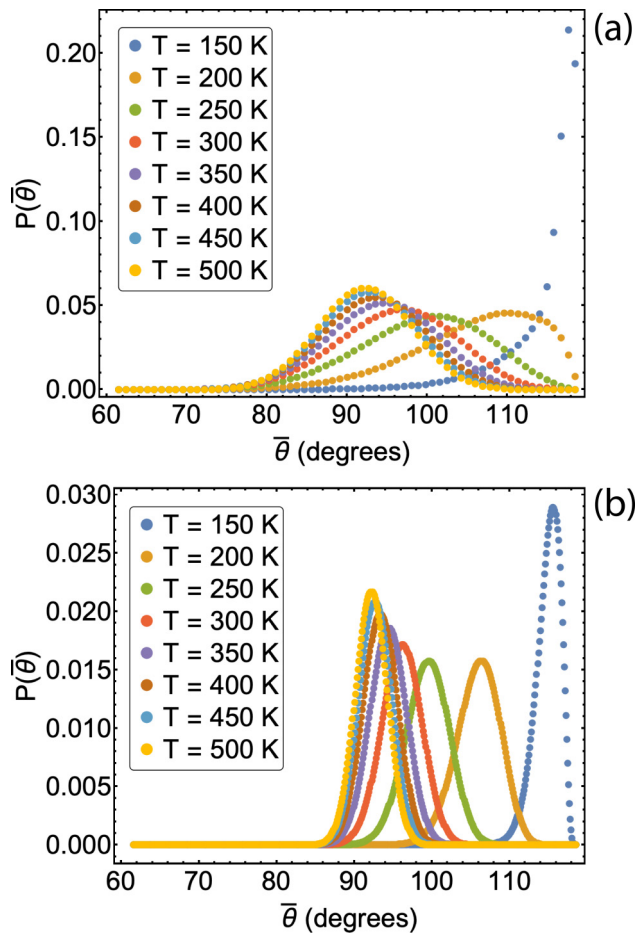 (a)
0.20
0.15
0.10
0.05
0.00
P(θ̅)
T = 150 K
T = 200 K
T = 250 K
T = 300 K
T = 350 K
T = 400 K
T = 450 K
T = 500 K
60 70 80 90 100 110
θ̅ (degrees)
(b)
0.030
0.025
0.020
0.015
0.010
0.005
0.000
P(θ̅)
T = 150 K
T = 200 K
T = 250 K
T = 300 K
T = 350 K
T = 400 K
T = 450 K
T = 500 K
60 70 80 90 100 110
θ̅ (degrees)